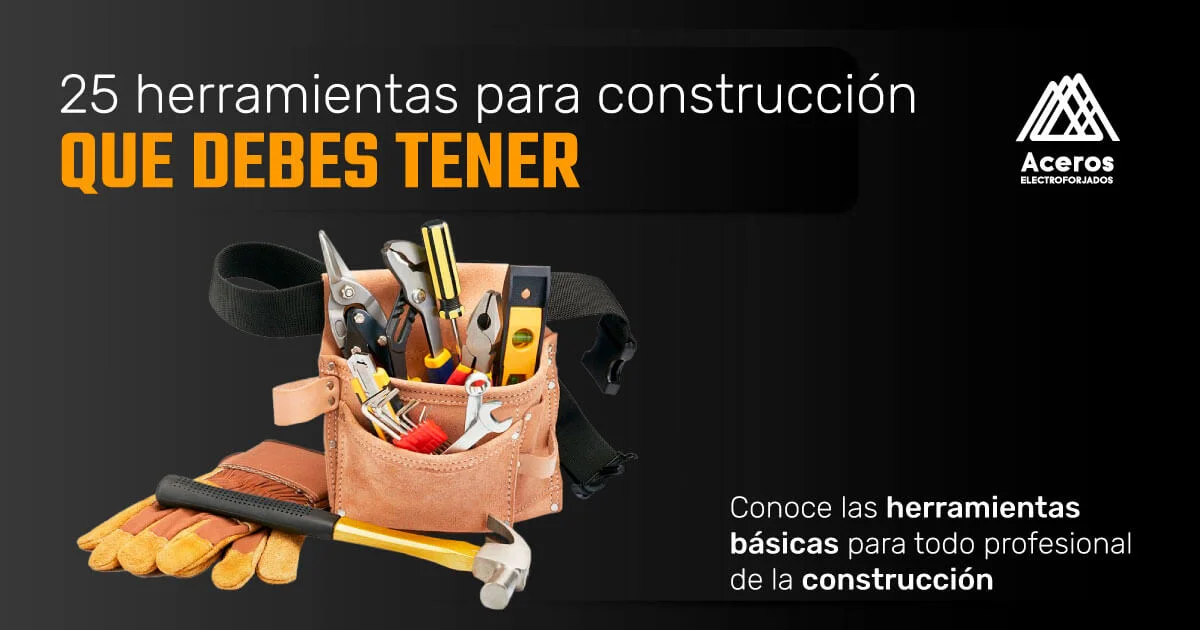 25 herramientas para construcción
QUE DEBES TENER
Aceros
ELECTROFORJADOS
Conoce las herramientas
básicas para todo profesional
de la construcción